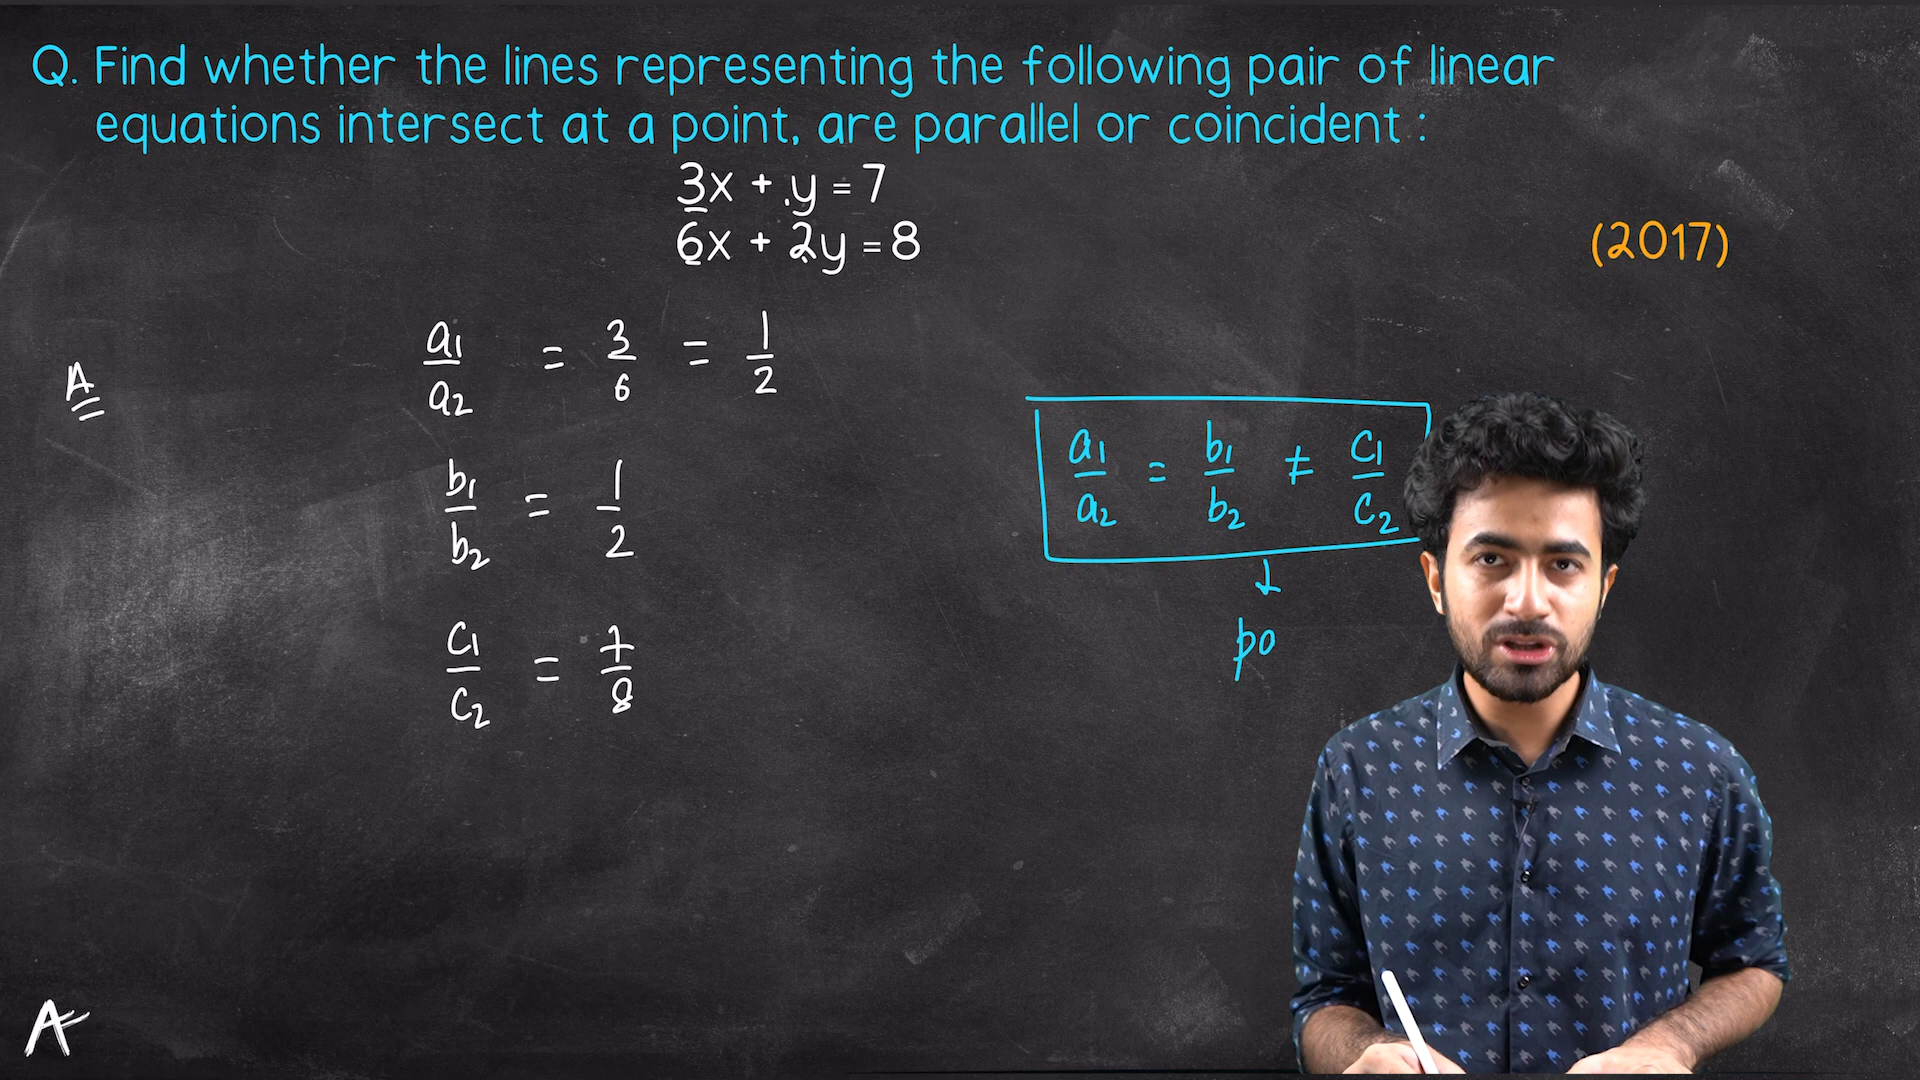 Q. Find whether the lines representing the following pair of linear
equations intersect at a point, are parallel or coincident :
3x + y = 7
6x + 2y = 8
(2017)
A
a1/a2 = 3/6 = 1/2
b1/b2 = 1/2
c1/c2 = 7/8
a1/a2 = b1/b2 ≠ c1/c2
↓
pa
A